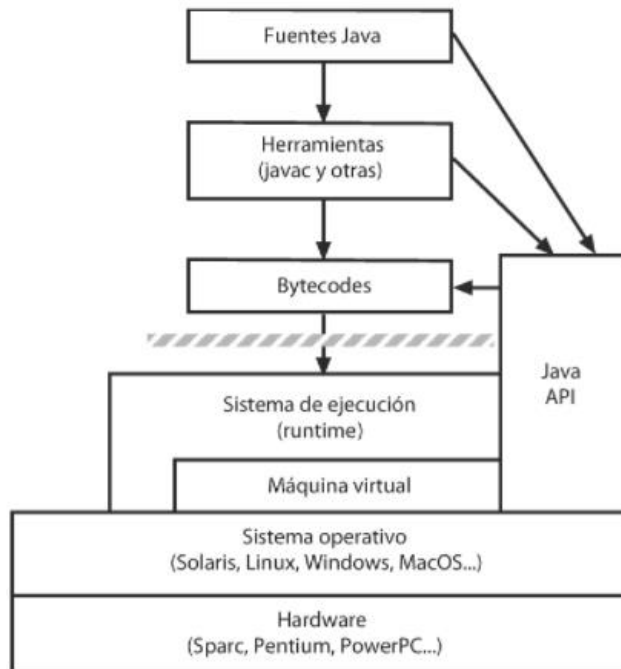 Fuentes Java
Herramientas
(javac y otras)
Bytecodes
Java
API
Sistema de ejecución
(runtime)
Máquina virtual
Sistema operativo
(Solaris, Linux, Windows, MacOS...)
Hardware
(Sparc, Pentium, PowerPC...)